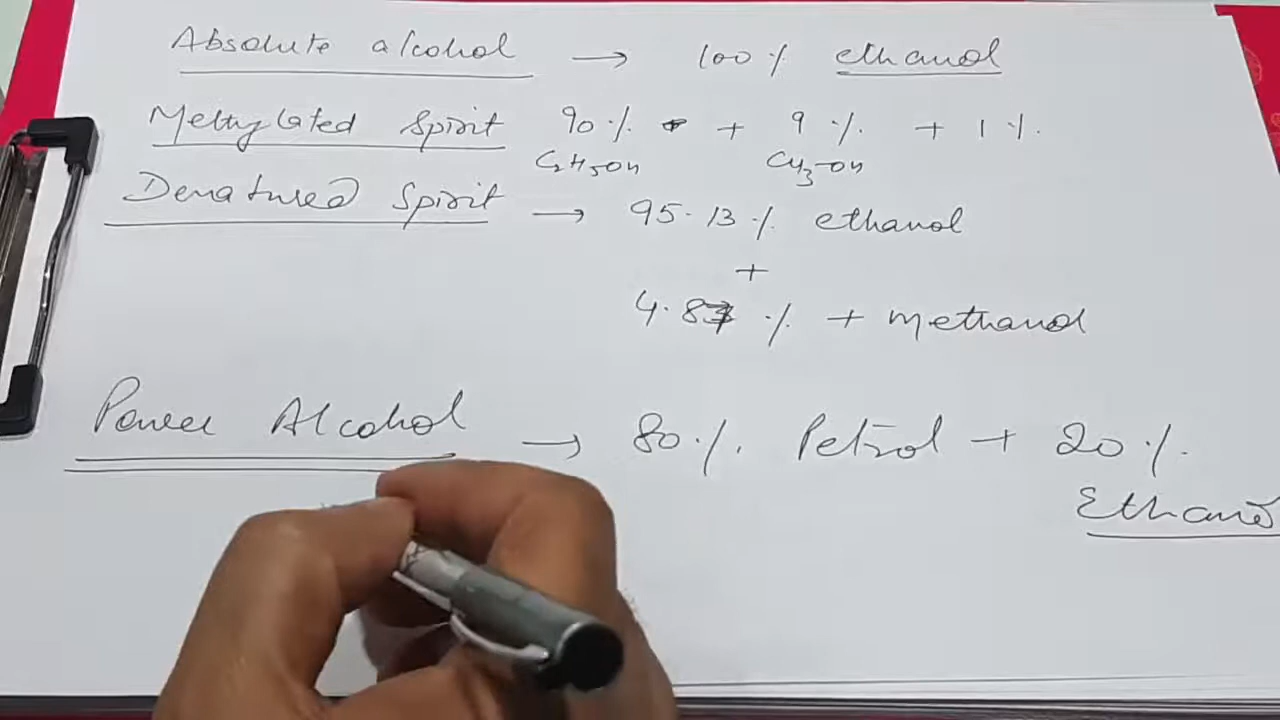 Absolute alcohol → 100% ethanol
Methylated Spirit 90% + 9% + 1%.
C2H5OH CH3-OH
Denatured Spirit → 95.13% ethanol
+
4.87% + methanol
Power Alcohol → 80%. Petrol + 20%.
Ethanol